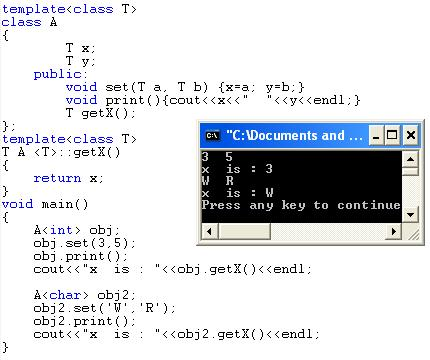 template<class T>
class A
{
T x;
T y;
public:
void set(T a, T b) {x=a; y=b;}
void print(){cout<<x<<"  "<<y<<endl;}
T getX();
};
template<class T>
T A <T>::getX()
{
return x;
}
void main()
{
A<int> obj;
obj.set(3,5);
obj.print();
cout<<"x  is : "<<obj.getX()<<endl;
A<char> obj2;
obj2.set('W','R');
obj2.print();
cout<<"x  is : "<<obj2.getX()<<endl;
}
"C:\Documents and ...
3  5
x  is : 3
W  R
x  is : W
Press any key to continue